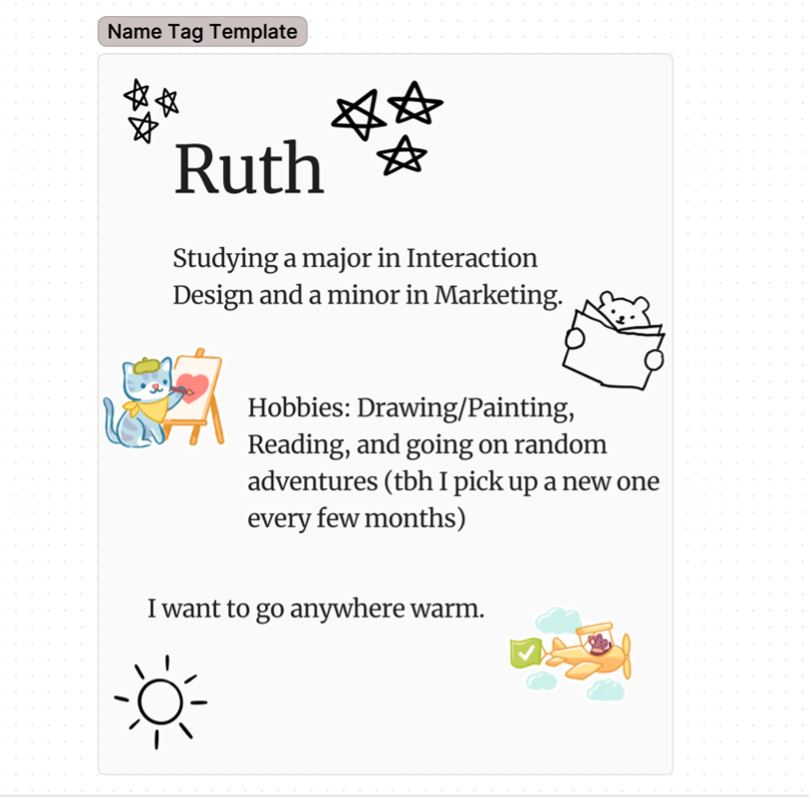 Name Tag Template
Ruth
Studying a major in Interaction
Design and a minor in Marketing.
Hobbies: Drawing/Painting,
Reading, and going on random
adventures (tbh I pick up a new one
every few months)
I want to go anywhere warm.